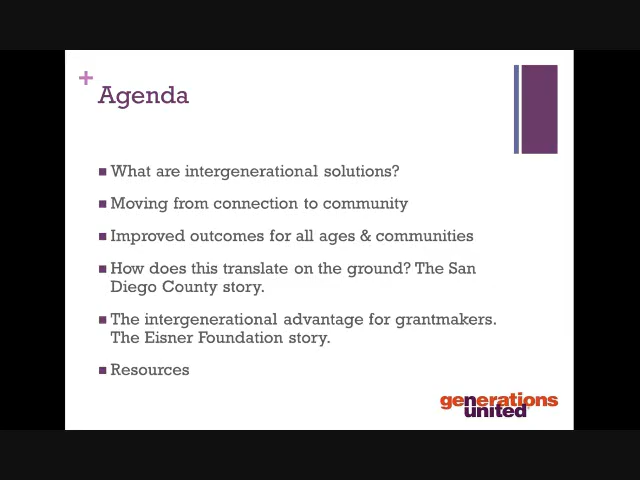 +
Agenda
What are intergenerational solutions?
Moving from connection to community
Improved outcomes for all ages & communities
How does this translate on the ground? The San
Diego County story.
The intergenerational advantage for grantmakers.
The Eisner Foundation story.
Resources
generations
united